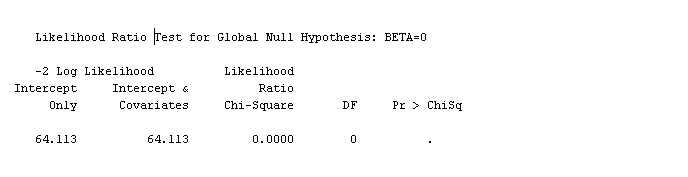 Likelihood Ratio Test for Global Null Hypothesis: BETA=0
-2 Log Likelihood Likelihood
Intercept Intercept & Ratio
Only Covariates Chi-Square DF Pr > ChiSq
64.113 64.113 0.0000 0 .